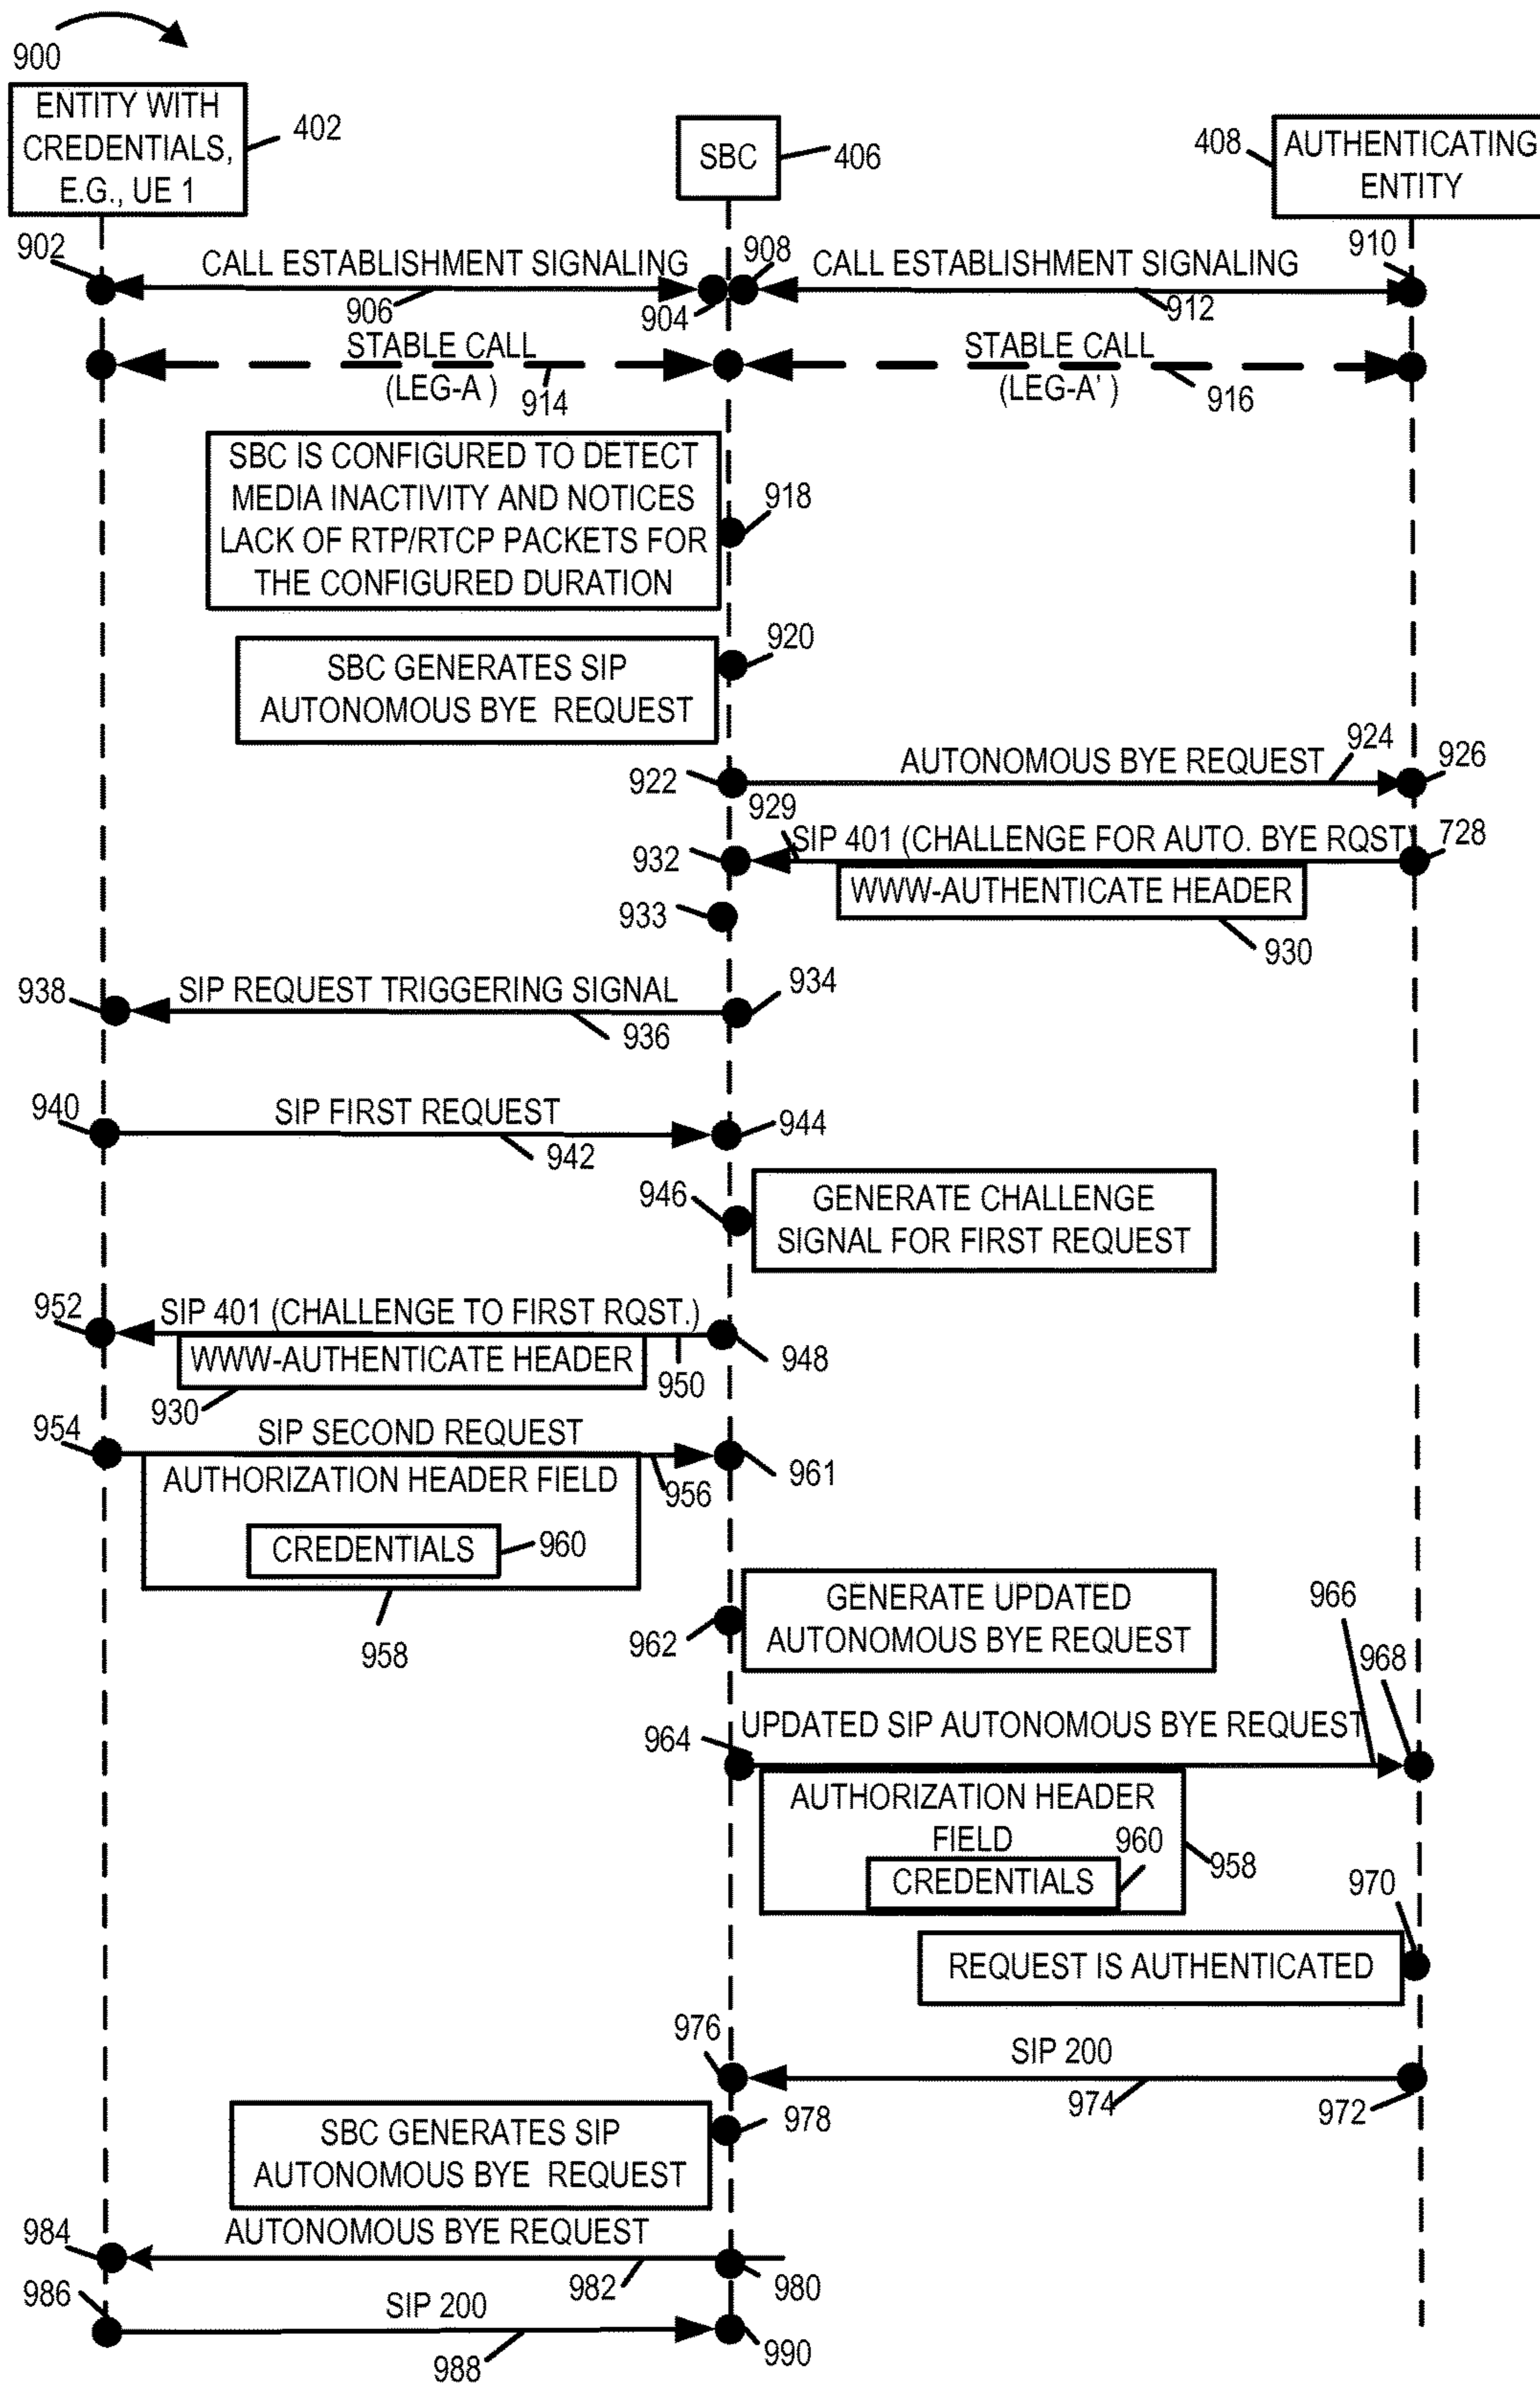 900
ENTITY WITH
CREDENTIALS,
E.G., UE 1
402
SBC
406
408
AUTHENTICATING
ENTITY
902
CALL ESTABLISHMENT SIGNALING
906
904
908
CALL ESTABLISHMENT SIGNALING
912
910
STABLE CALL
(LEG-A )
914
STABLE CALL
(LEG-A' )
916
SBC IS CONFIGURED TO DETECT
MEDIA INACTIVITY AND NOTICES
LACK OF RTP/RTCP PACKETS FOR
THE CONFIGURED DURATION
918
SBC GENERATES SIP
AUTONOMOUS BYE REQUEST
920
922
AUTONOMOUS BYE REQUEST
924
926
929
SIP 401 (CHALLENGE FOR AUTO. BYE RQST)
728
932
WWW-AUTHENTICATE HEADER
930
933
938
SIP REQUEST TRIGGERING SIGNAL
936
934
940
SIP FIRST REQUEST
942
944
946
GENERATE CHALLENGE
SIGNAL FOR FIRST REQUEST
952
SIP 401 (CHALLENGE TO FIRST RQST.)
948
WWW-AUTHENTICATE HEADER
930
950
954
SIP SECOND REQUEST
956
961
AUTHORIZATION HEADER FIELD
CREDENTIALS
960
958
962
GENERATE UPDATED
AUTONOMOUS BYE REQUEST
966
968
964
UPDATED SIP AUTONOMOUS BYE REQUEST
AUTHORIZATION HEADER
FIELD
960
CREDENTIALS
958
970
REQUEST IS AUTHENTICATED
976
SIP 200
974
972
SBC GENERATES SIP
AUTONOMOUS BYE REQUEST
978
984
AUTONOMOUS BYE REQUEST
982
980
986
SIP 200
988
990